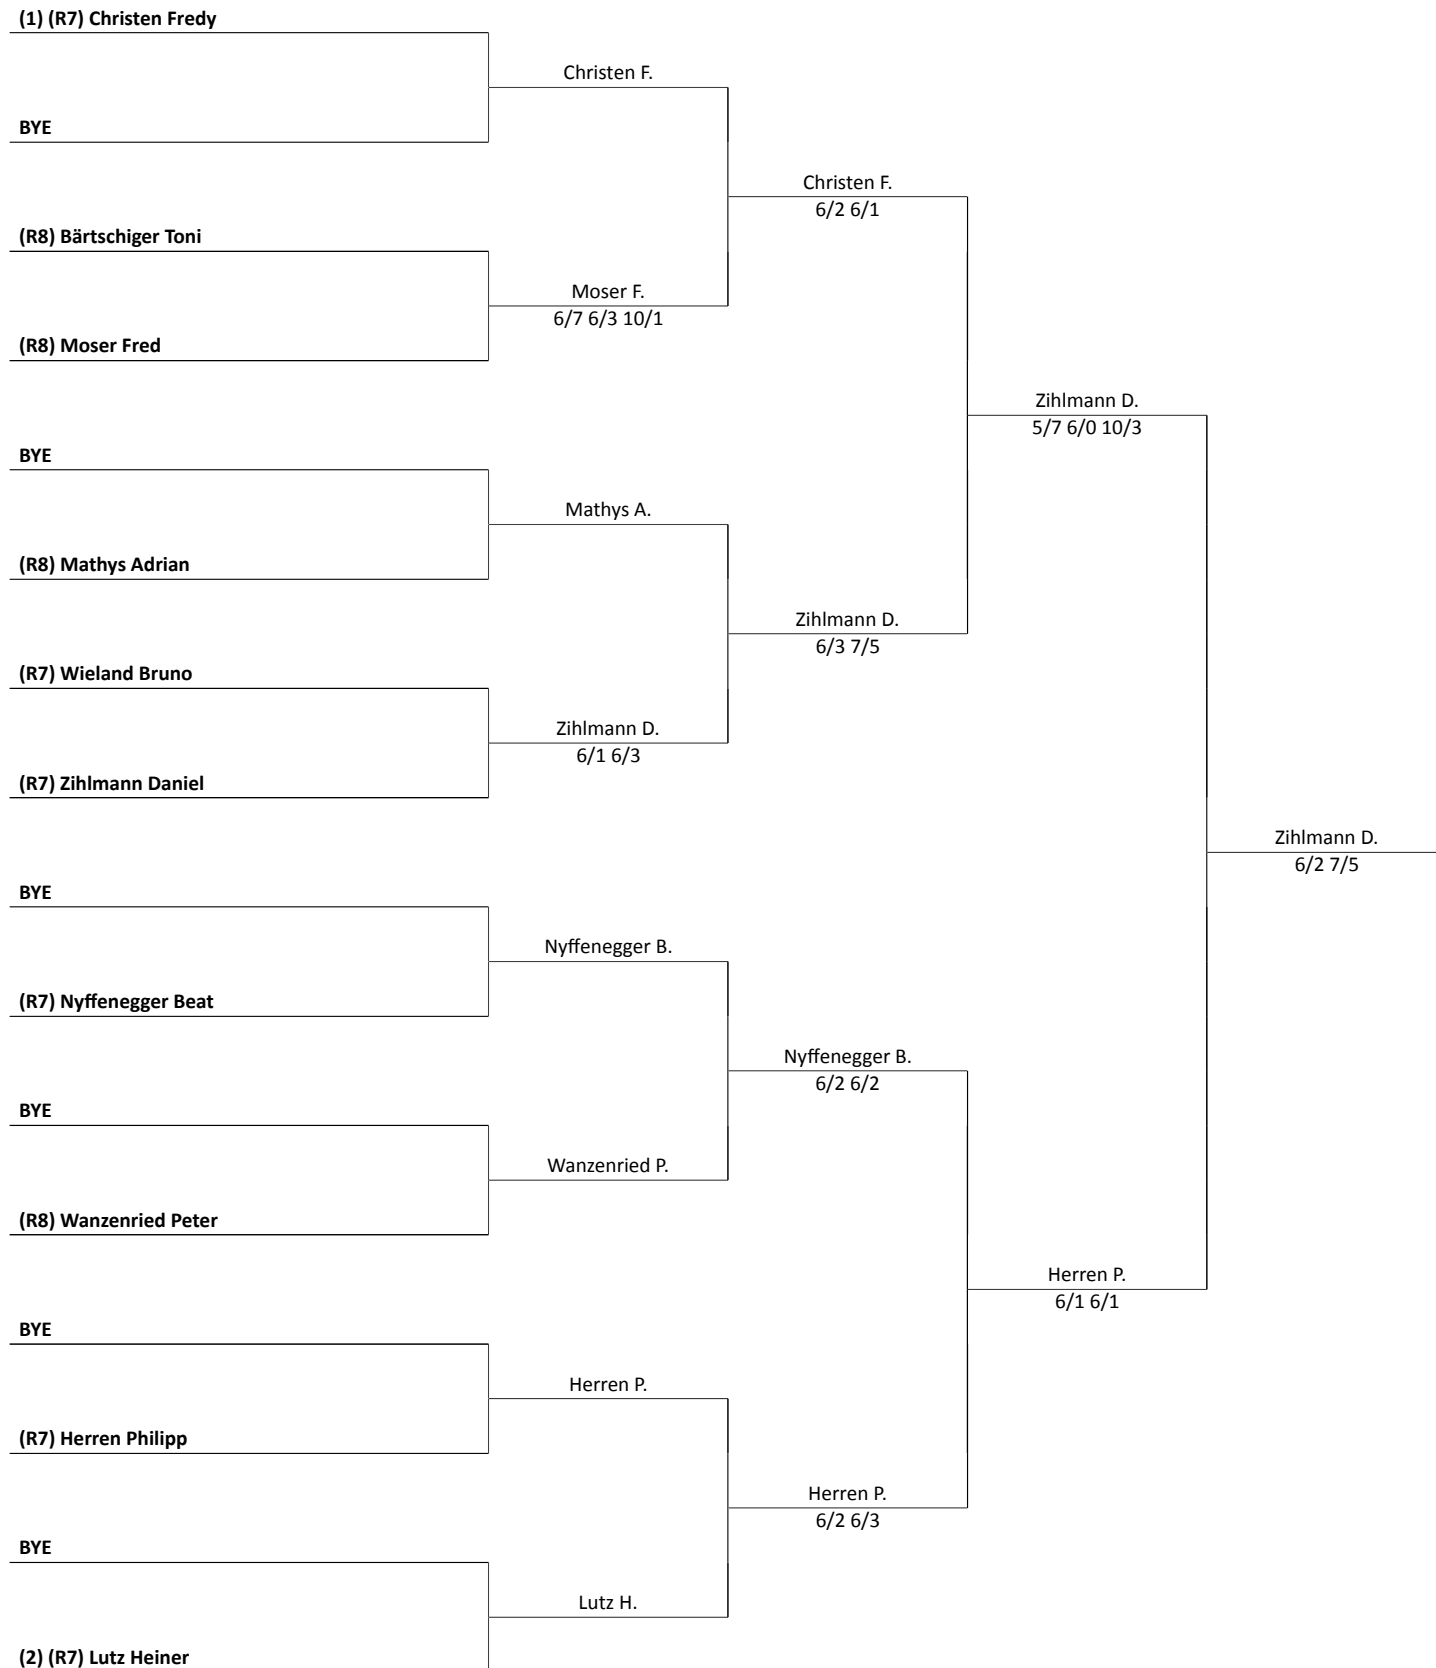 (1) (R7) Christen Fredy
Christen F.
BYE
Christen F.
6/2 6/1
(R8) Bärtschiger Toni
Moser F.
6/7 6/3 10/1
(R8) Moser Fred
Zihlmann D.
5/7 6/0 10/3
BYE
Mathys A.
(R8) Mathys Adrian
Zihlmann D.
6/3 7/5
(R7) Wieland Bruno
Zihlmann D.
6/1 6/3
(R7) Zihlmann Daniel
Zihlmann D.
6/2 7/5
BYE
Nyffenegger B.
(R7) Nyffenegger Beat
Nyffenegger B.
6/2 6/2
BYE
Wanzenried P.
(R8) Wanzenried Peter
Herren P.
6/1 6/1
BYE
Herren P.
(R7) Herren Philipp
Herren P.
6/2 6/3
BYE
Lutz H.
(2) (R7) Lutz Heiner